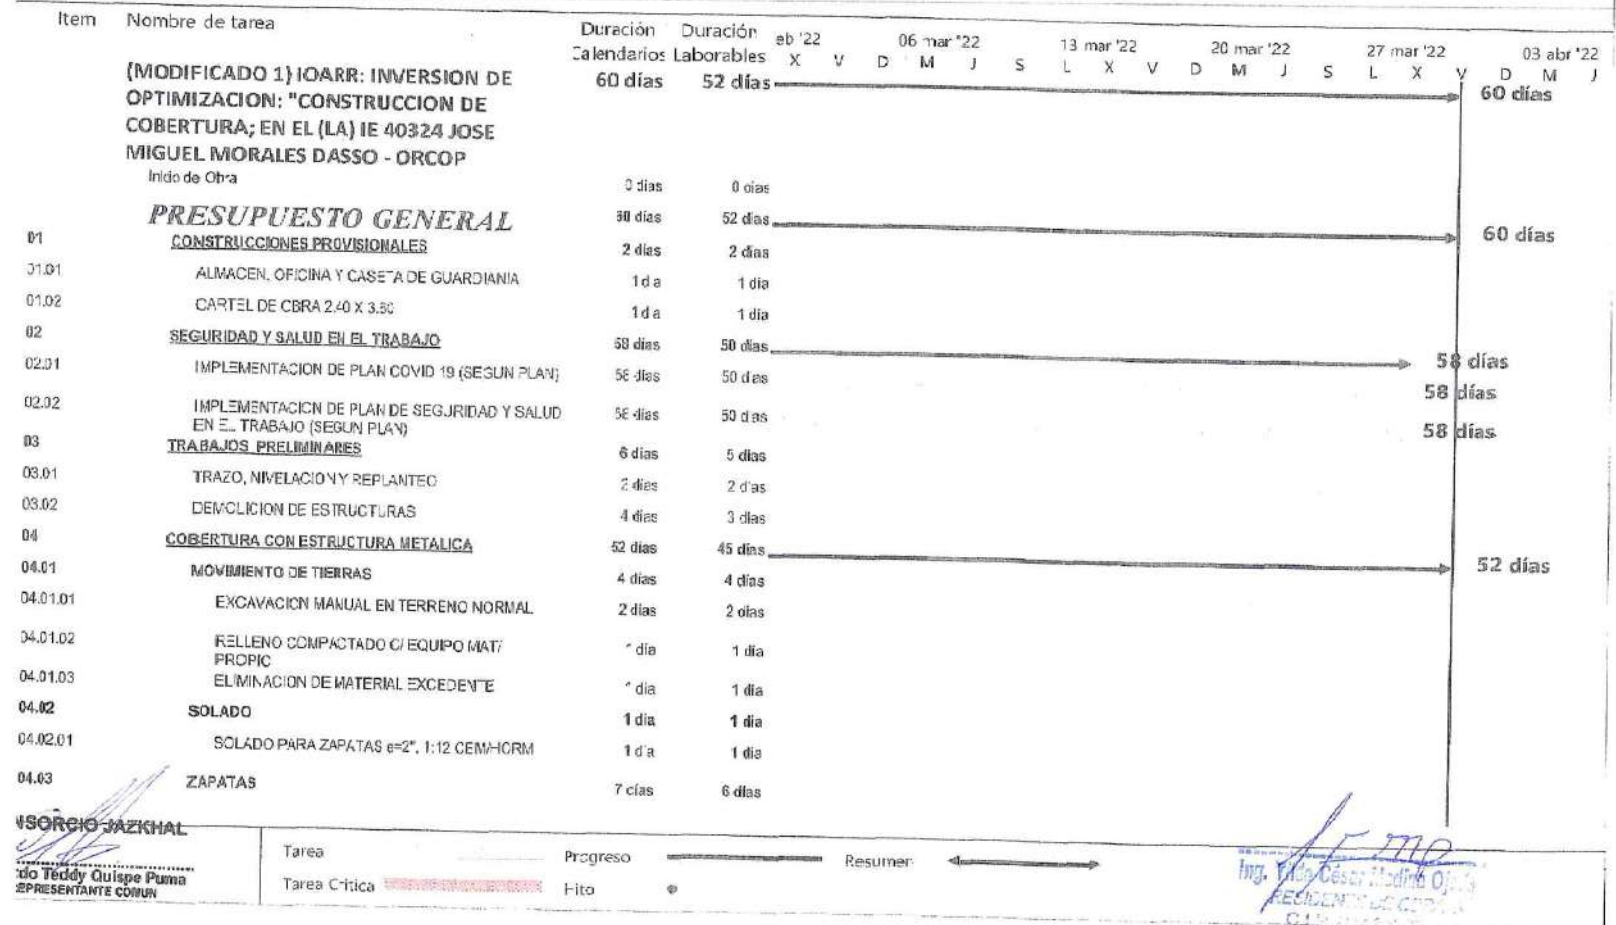 Item Nombre de tarea Duración Calendarios Duración Laborables eb '22 06 mar '22 13 mar '22 20 mar '22 27 mar '22 03 abr '22
X V D M J S L X V D M J S L X V D M J
(MODIFICADO 1) IOARR: INVERSION DE 60 días 52 días 60 días
OPTIMIZACION: "CONSTRUCCION DE
COBERTURA; EN EL (LA) IE 40324 JOSE
MIGUEL MORALES DASSO - ORCOP
Inicio de Obra 0 días 0 días
PRESUPUESTO GENERAL 60 días 52 días 60 días
01 CONSTRUCCIONES PROVISIONALES 2 días 2 días
01.01 ALMACEN, OFICINA Y CASETA DE GUARDIANIA 1 día 1 día
01.02 CARTEL DE OBRA 2.40 X 3.60 1 día 1 día
02 SEGURIDAD Y SALUD EN EL TRABAJO 58 días 50 días 58 días
02.01 IMPLEMENTACION DE PLAN COVID 19 (SEGUN PLAN) 58 días 50 días 58 días
02.02 IMPLEMENTACION DE PLAN DE SEGURIDAD Y SALUD 58 días 50 días 58 días
EN EL TRABAJO (SEGUN PLAN)
03 TRABAJOS PRELIMINARES 6 días 5 días
03.01 TRAZO, NIVELACION Y REPLANTEO 2 días 2 días
03.02 DEMOLICION DE ESTRUCTURAS 4 días 3 días
04 COBERTURA CON ESTRUCTURA METALICA 52 días 45 días 52 días
04.01 MOVIMIENTO DE TIERRAS 4 días 4 días
04.01.01 EXCAVACION MANUAL EN TERRENO NORMAL 2 días 2 días
04.01.02 RELLENO COMPACTADO C/ EQUIPO MAT/ 1 día 1 día
PROPIC
04.01.03 ELIMINACION DE MATERIAL EXCEDENTE 1 día 1 día
04.02 SOLADO 1 día 1 día
04.02.01 SOLADO PARA ZAPATAS e=2", 1:12 CEM/HORM 1 día 1 día
04.03 ZAPATAS 7 días 6 días
NSORCIO JAZKHAL
do Teddy Quispe Puma
EPRESENTANTE COMUN
Tarea Progreso Resumen
Tarea Crítica Hito
Ing. César Medina
RESIDENTE DE OBRA